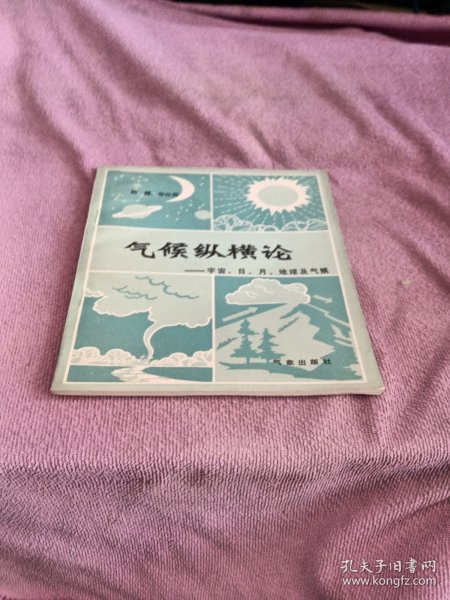 气候纵横论
——宇宙、日、月、地球及气候
气象出版社
孔夫子旧书网
www.kongfz.com